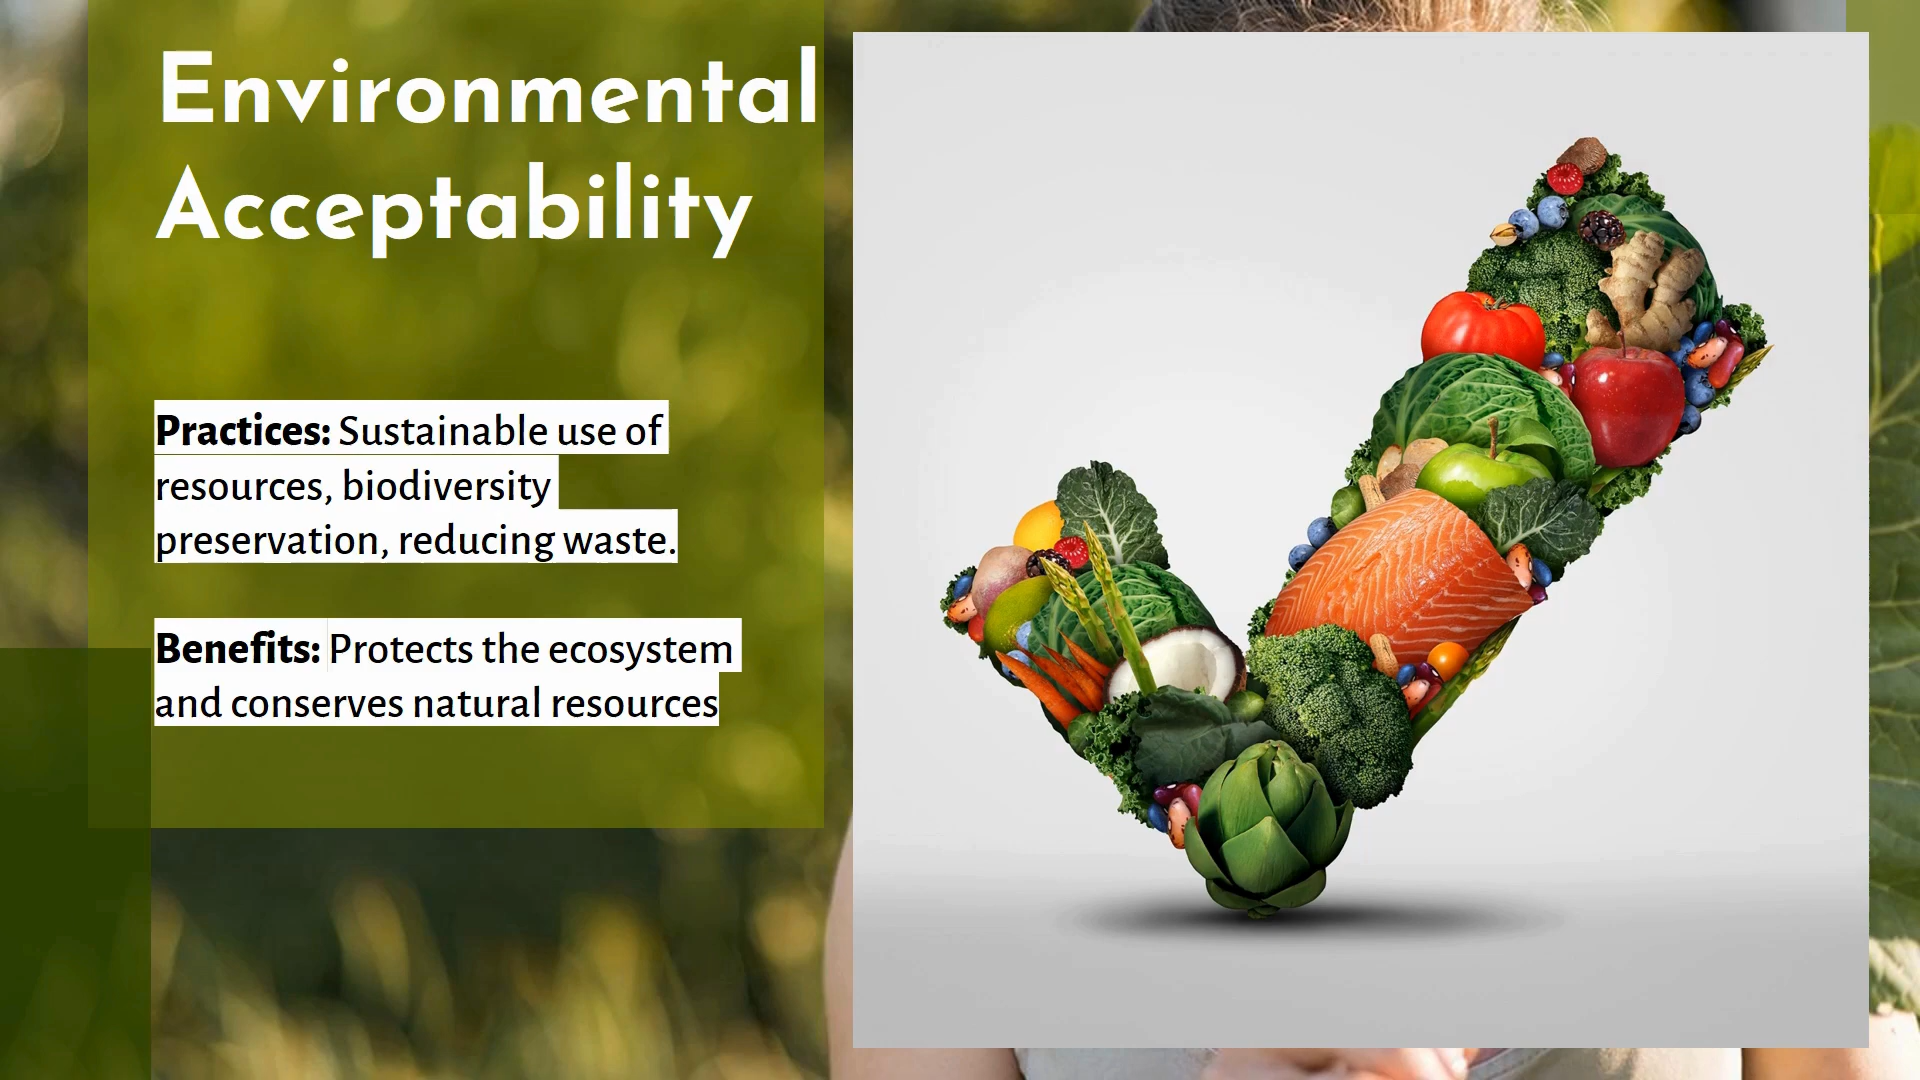 Environmental
Acceptability
Practices: Sustainable use of
resources, biodiversity
preservation, reducing waste.
Benefits: Protects the ecosystem
and conserves natural resources